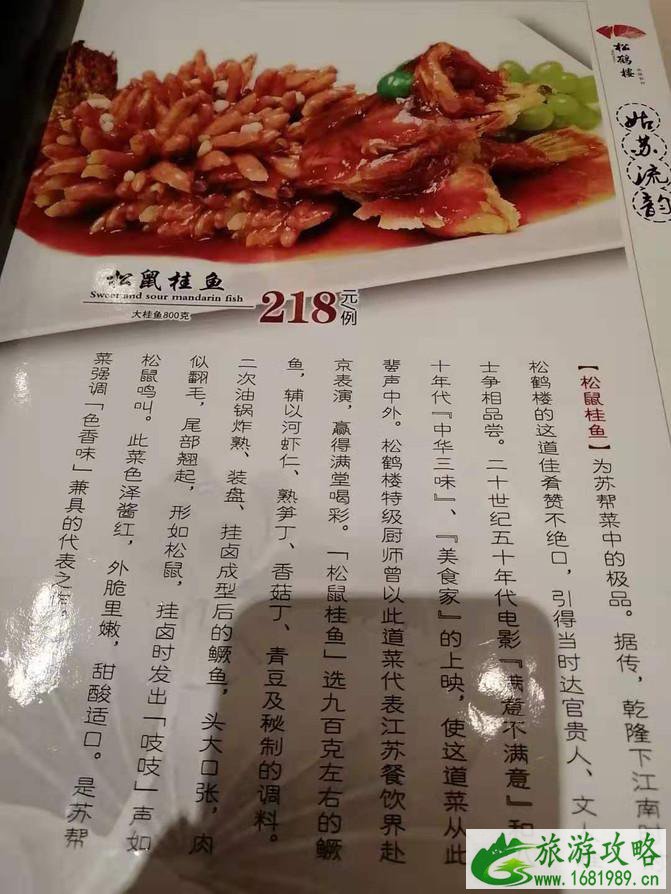 松鹤楼
姑苏流韵
松鼠桂鱼
Sweet and sour mandarin fish
大桂鱼800克
218元/例
【松鼠桂鱼】为苏帮菜中的极品。据传，乾隆下江南时
松鹤楼的这道佳肴赞不绝口，引得当时达官贵人、文人
士争相品尝。二十世纪五十年代电影『满意不满意』和
十年代『中华三味』、『美食家』的上映，使这道菜从此
蜚声中外。松鹤楼特级厨师曾以此道菜代表江苏餐饮界赴
京表演，赢得满堂喝彩。「松鼠桂鱼」选九百克左右的鳜
鱼，辅以河虾仁、熟笋丁、香菇丁、青豆及秘制的调料。
二次油锅炸熟、装盘、挂卤成型后的鳜鱼，头大口张，肉
似翻毛，尾部翘起，形如松鼠，挂卤时发出「吱吱」声如
松鼠鸣叫。此菜色泽酱红，外脆里嫩，甜酸适口。是苏帮
菜强调「色香味」兼具的代表之作。
旅游攻略
www.1681989.cn